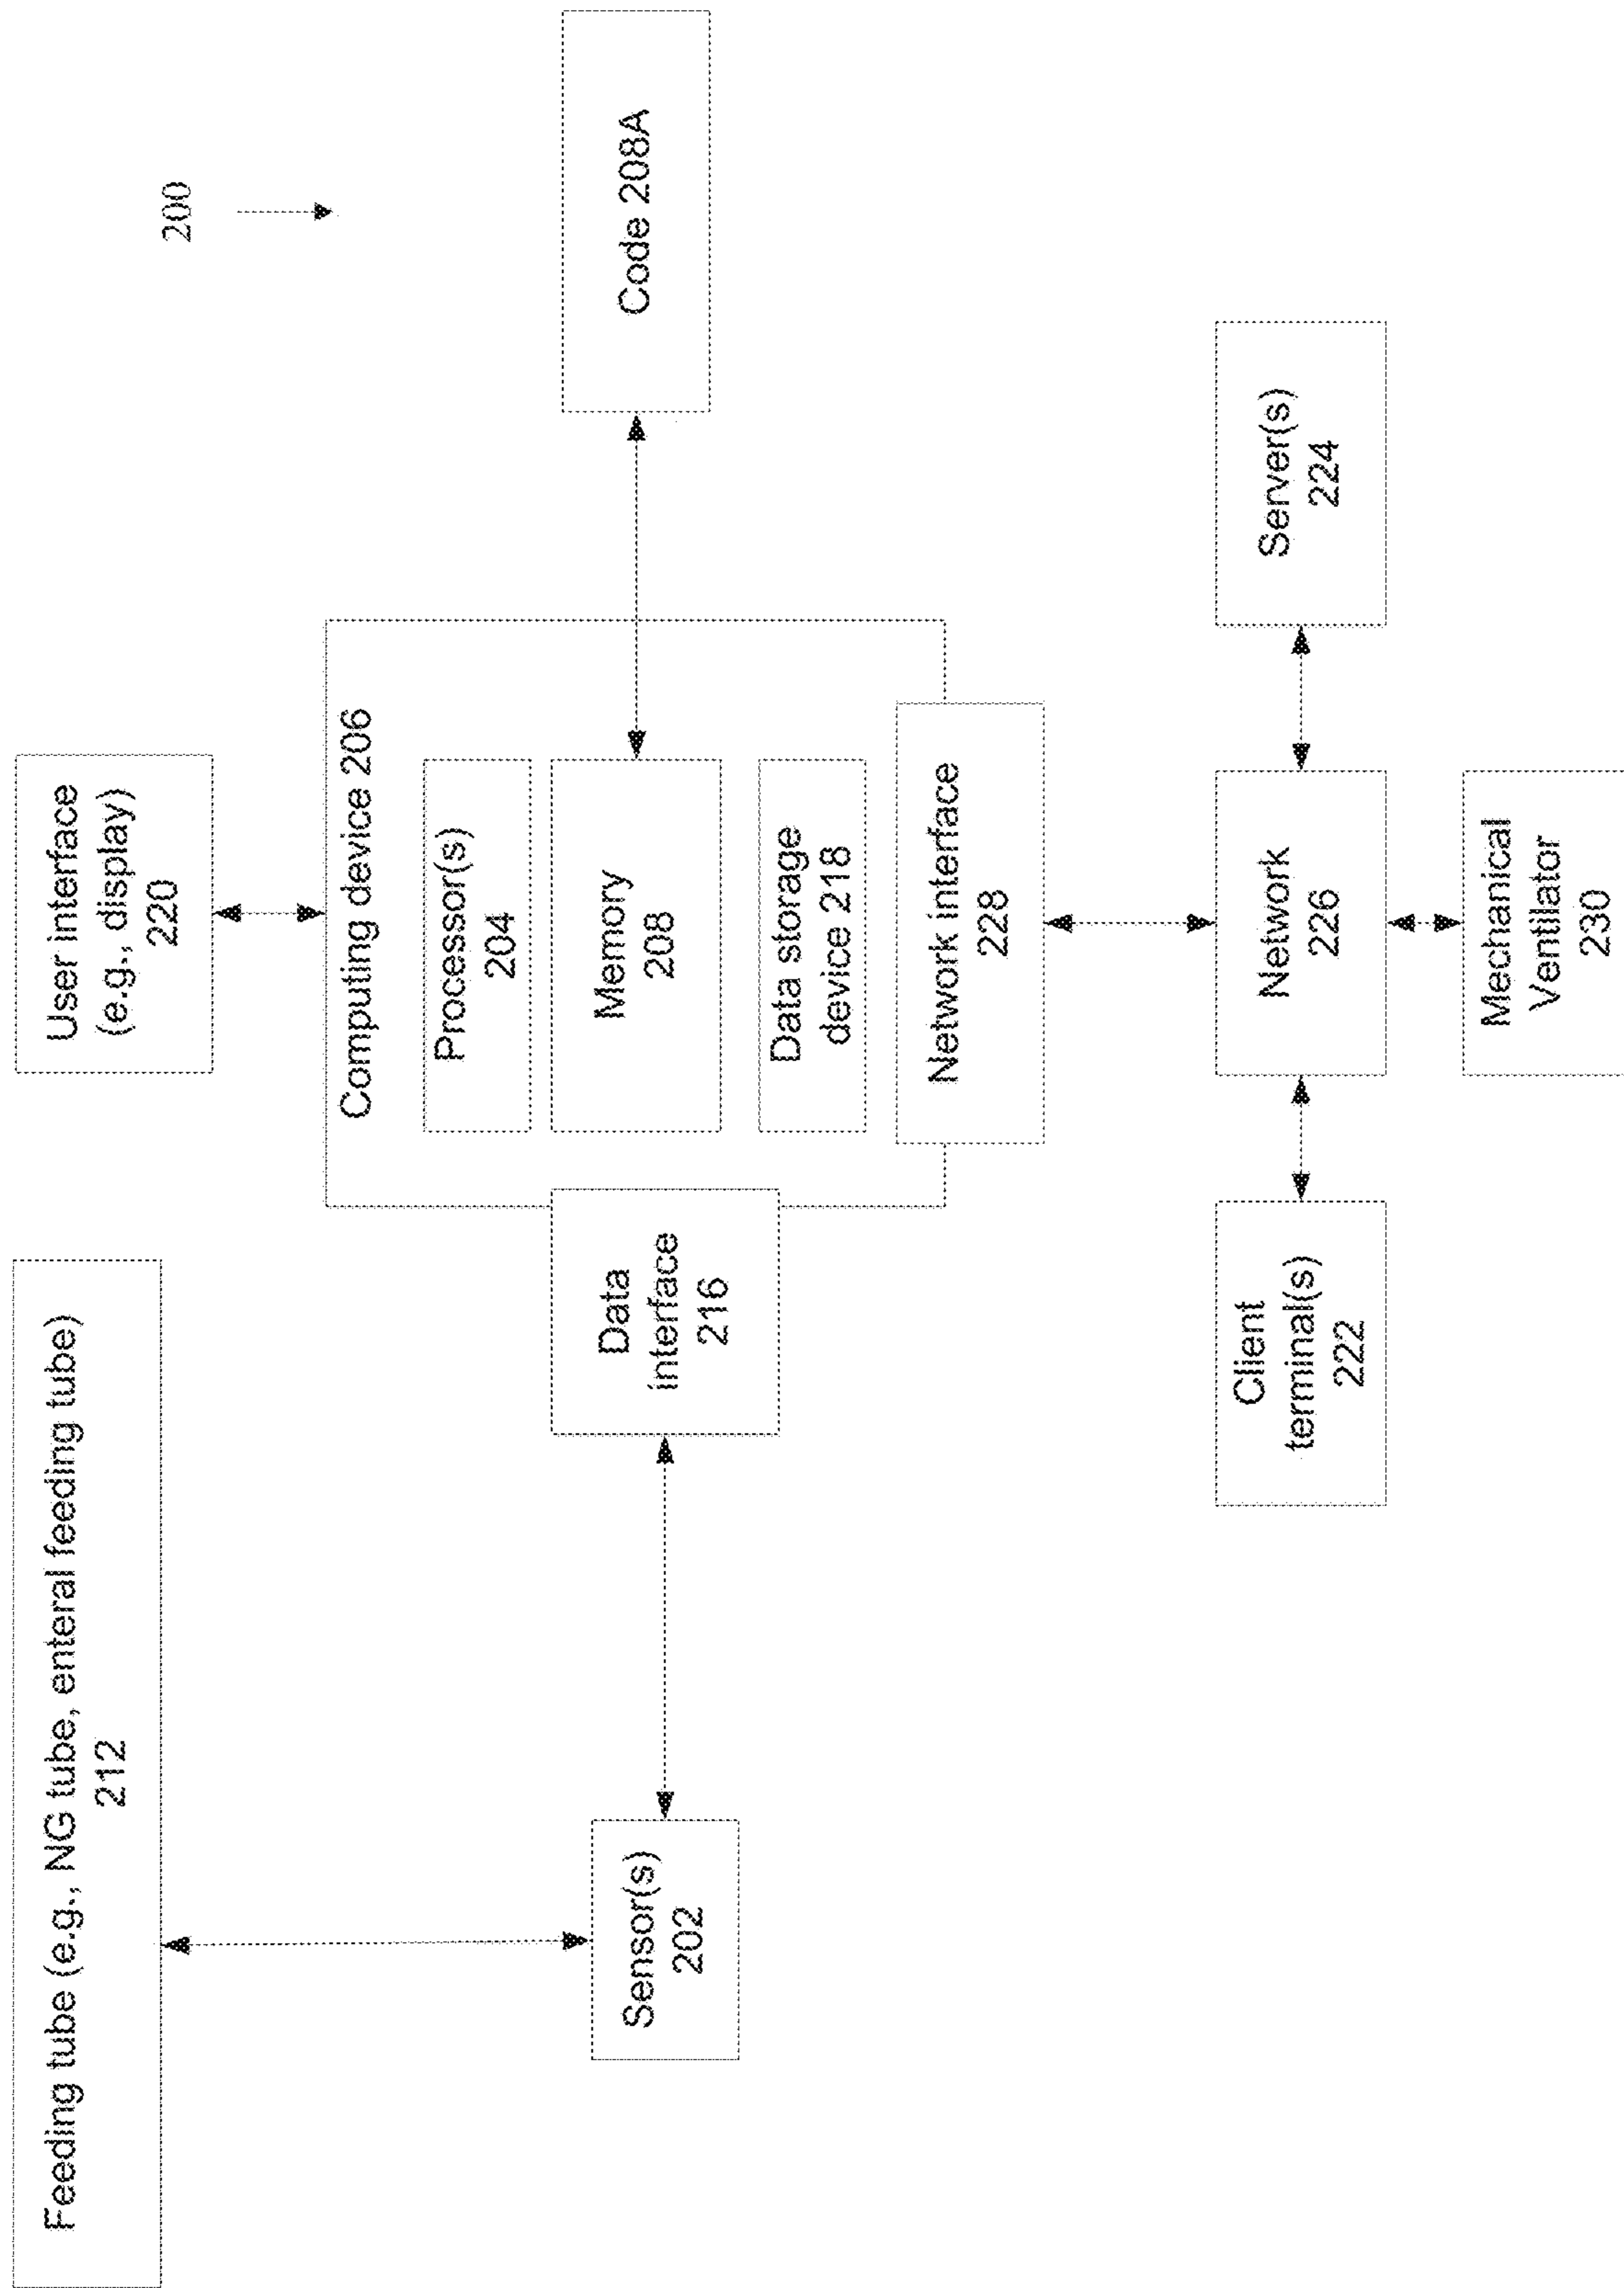 200
Feeding tube (e.g., NG tube, enteral feeding tube)
212
User interface
(e.g., display)
220
Computing device 206
Processor(s)
204
Memory
208
Data storage
device 218
Network interface
228
Code 208A
Data
interface
216
Sensor(s)
202
Client
terminal(s)
222
Network
226
Server(s)
224
Mechanical
Ventilator
230